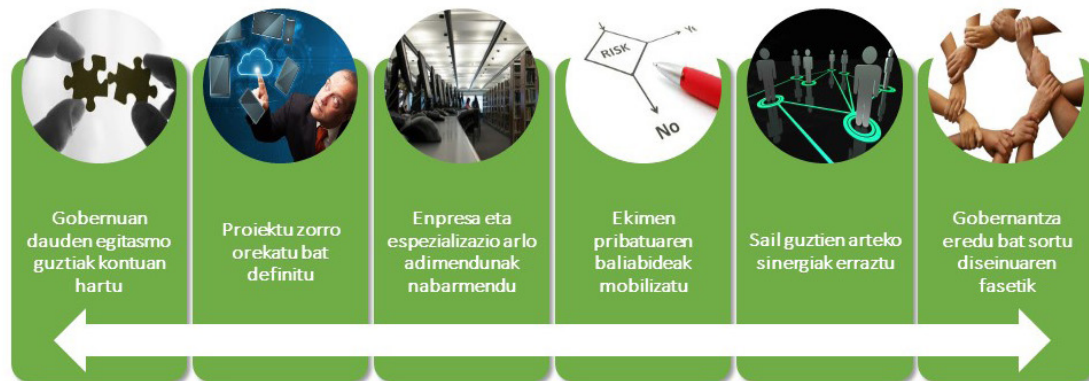 Gobernuan
dauden egitasmo
guztiak kontuan
hartu
Proiektu zorro
orekatu bat
definitu
Enpresa eta
espezializazio arlo
adimendunak
nabarmendu
RISK
No
Ekimen
pribatuaren
baliabideak
mobilizatu
Sail guztien arteko
sinergiak erraztu
Gobernantza
eredu bat sortu
diseinuaren
fasetik